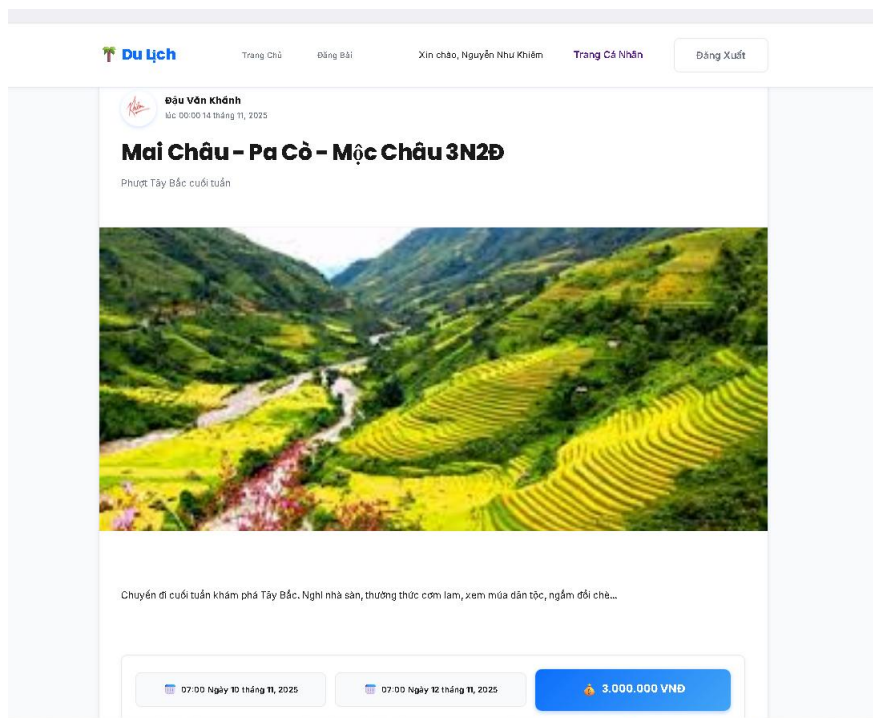 Du Lịch
Trang Chủ
Đăng Bài
Xin chào, Nguyễn Như Khiêm
Trang Cá Nhân
Đăng Xuất
Đậu Văn Khánh
lúc 00:00 14 tháng 11, 2025
Mai Châu – Pa Cò – Mộc Châu 3N2Đ
Phượt Tây Bắc cuối tuần
Chuyến đi cuối tuần khám phá Tây Bắc. Nghỉ nhà sàn, thưởng thức cơm lam, xem múa dân tộc, ngắm đồi chè...
07:00 Ngày 10 tháng 11, 2025
07:00 Ngày 12 tháng 11, 2025
3.000.000 VNĐ